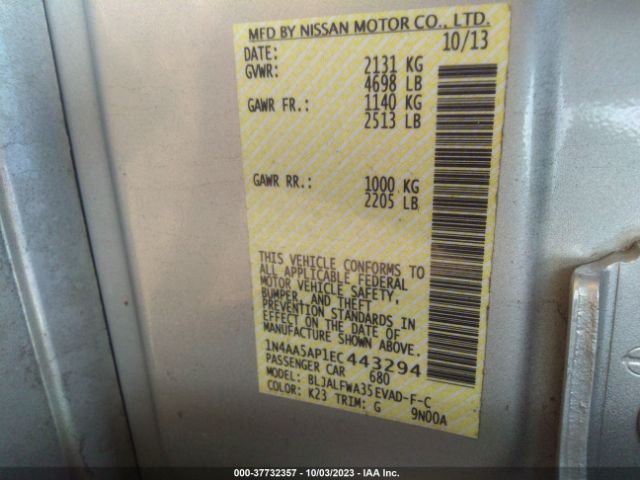 MFD BY NISSAN MOTOR CO., LTD.
DATE: 10/13
GVWR: 2131 KG
4698 LB
GAWR FR.: 1140 KG
2513 LB
GAWR RR.: 1000 KG
2205 LB
THIS VEHICLE CONFORMS TO
ALL APPLICABLE FEDERAL
MOTOR VEHICLE SAFETY,
BUMPER, AND THEFT
PREVENTION STANDARDS IN
EFFECT ON THE DATE OF
MANUFACTURE SHOWN ABOVE.
1N4AA5AP1EC443294
PASSENGER CAR 680
MODEL: BLJALFWA35EVAD-F-C
COLOR: K23 TRIM: G 9N00A
000-37732357 - 10/03/2023 - IAA Inc.